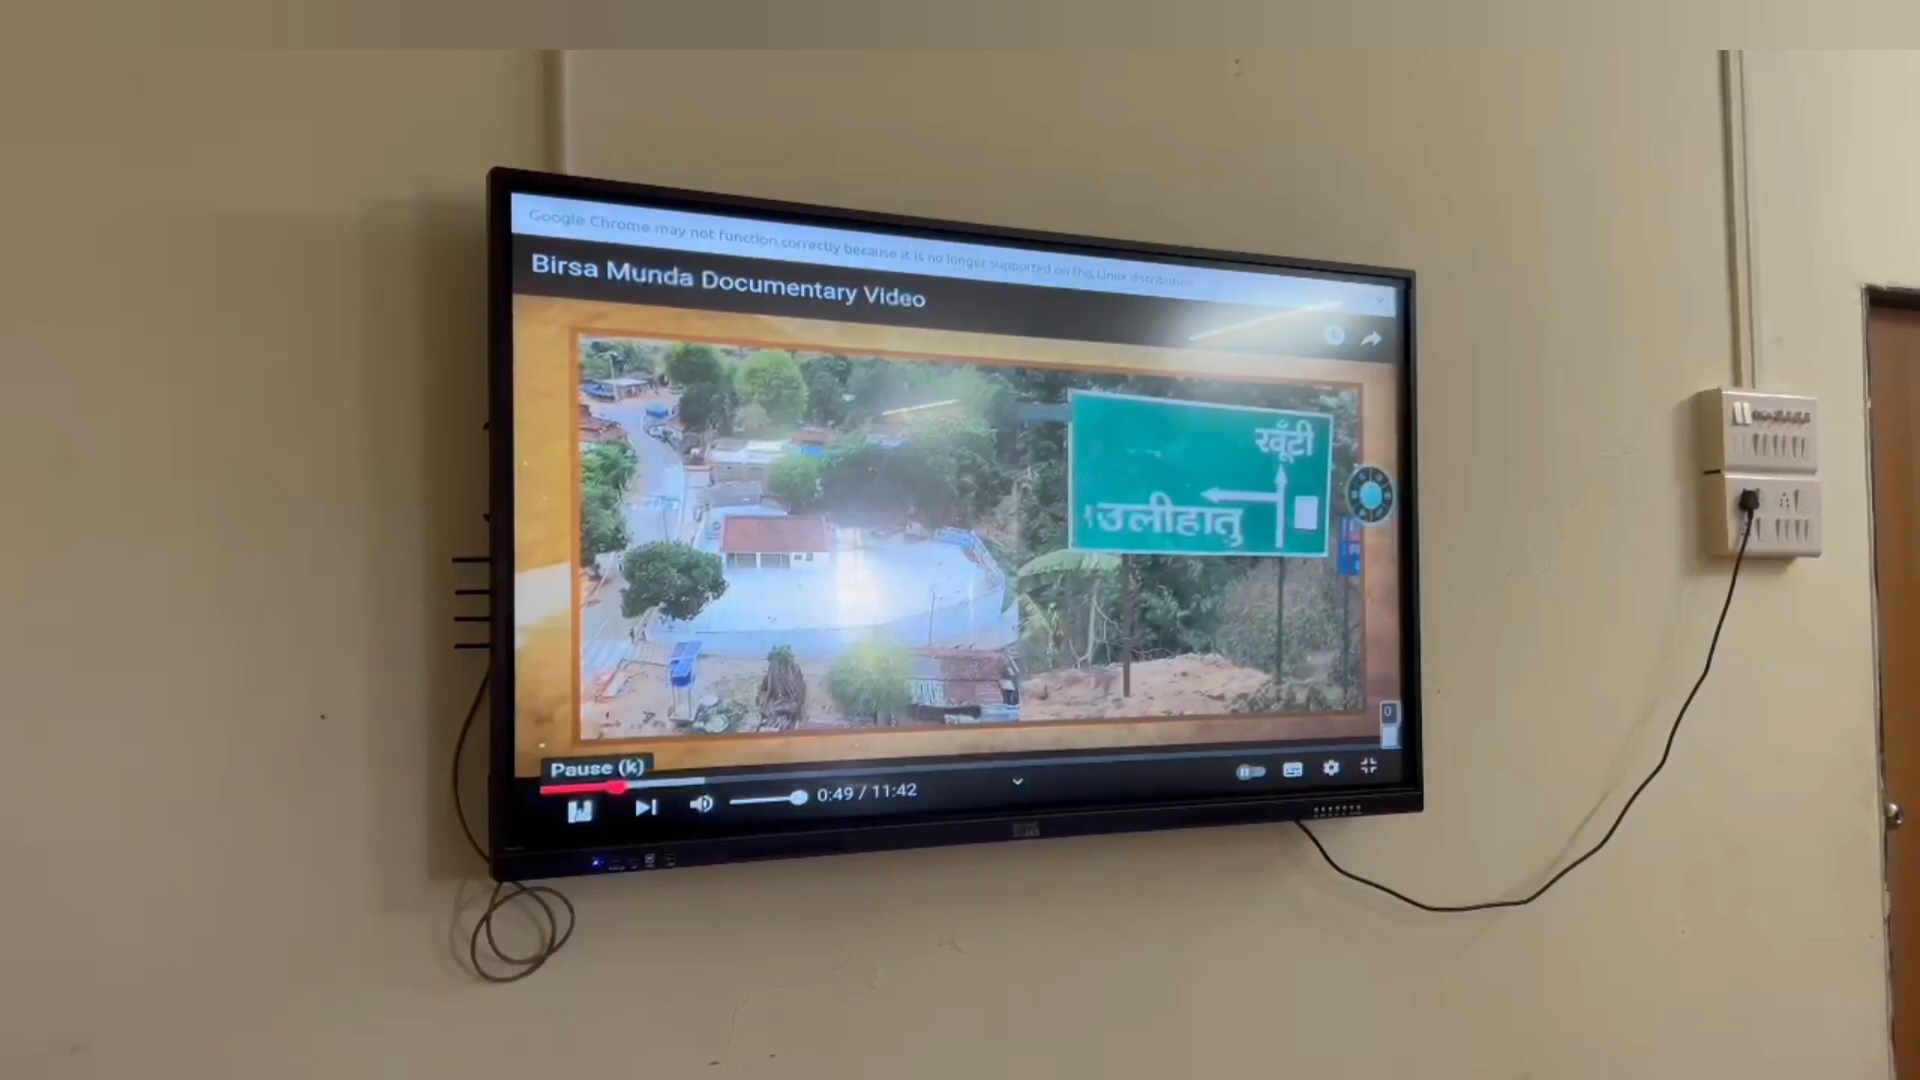 Google Chrome may not function correctly because it is no longer supported on this Linux distribution
Birsa Munda Documentary Video
खूँटी
उलीहातु
Pause (k)
0:49 / 11:42
0